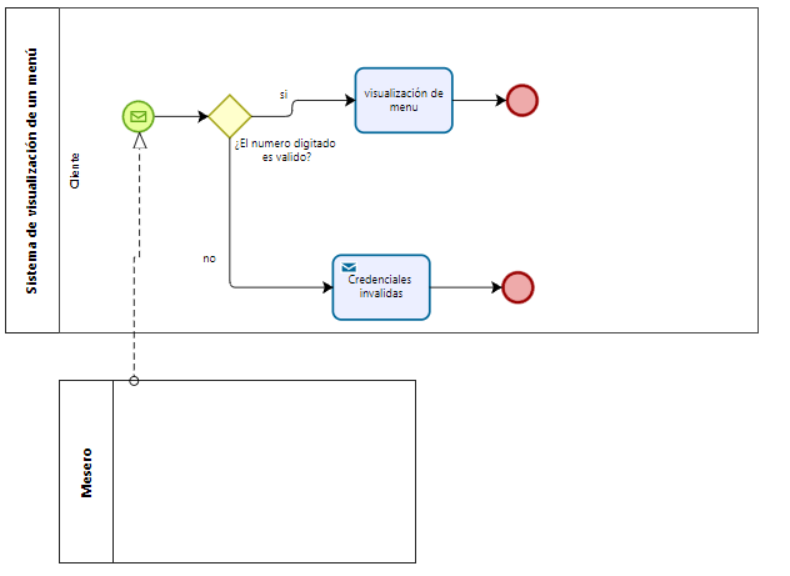 Sistema de visualización de un menú
Cliente
si
visualización de
menu
¿El numero digitado
es valido?
no
Credenciales
invalidas
Mesero